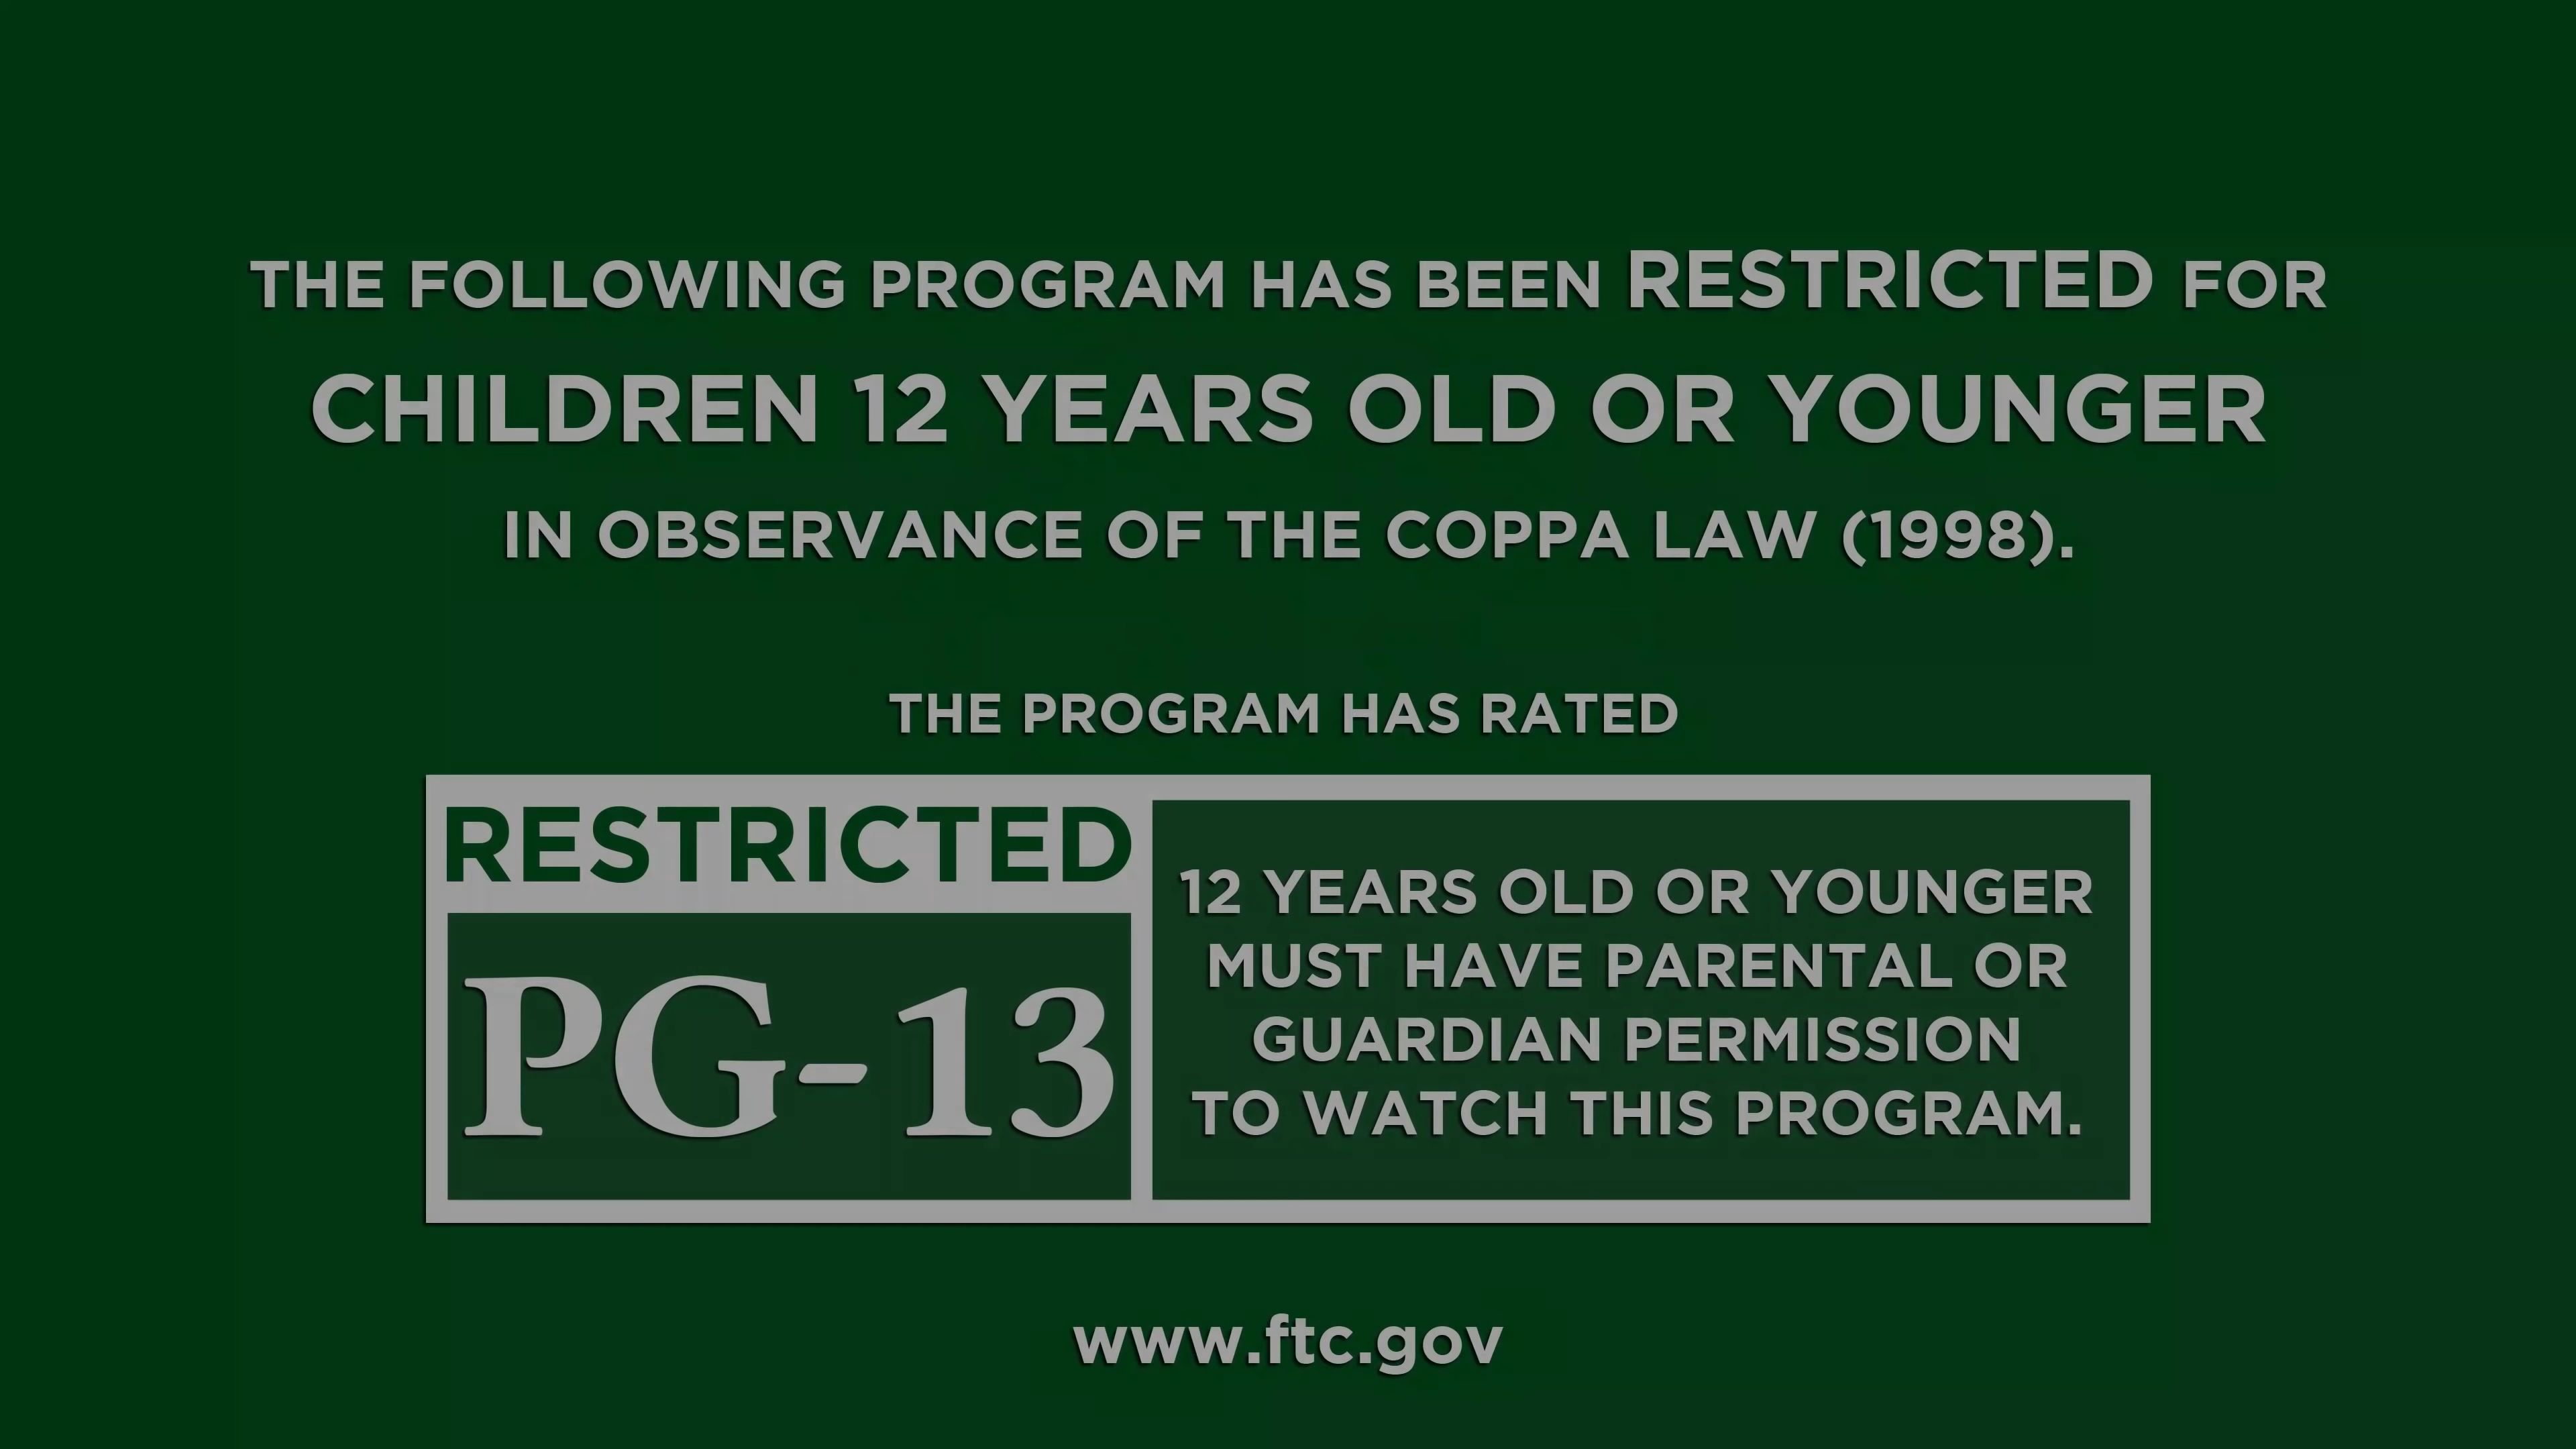 THE FOLLOWING PROGRAM HAS BEEN RESTRICTED FOR
CHILDREN 12 YEARS OLD OR YOUNGER
IN OBSERVANCE OF THE COPPA LAW (1998).
THE PROGRAM HAS RATED
RESTRICTED
PG-13
12 YEARS OLD OR YOUNGER
MUST HAVE PARENTAL OR
GUARDIAN PERMISSION
TO WATCH THIS PROGRAM.
www.ftc.gov